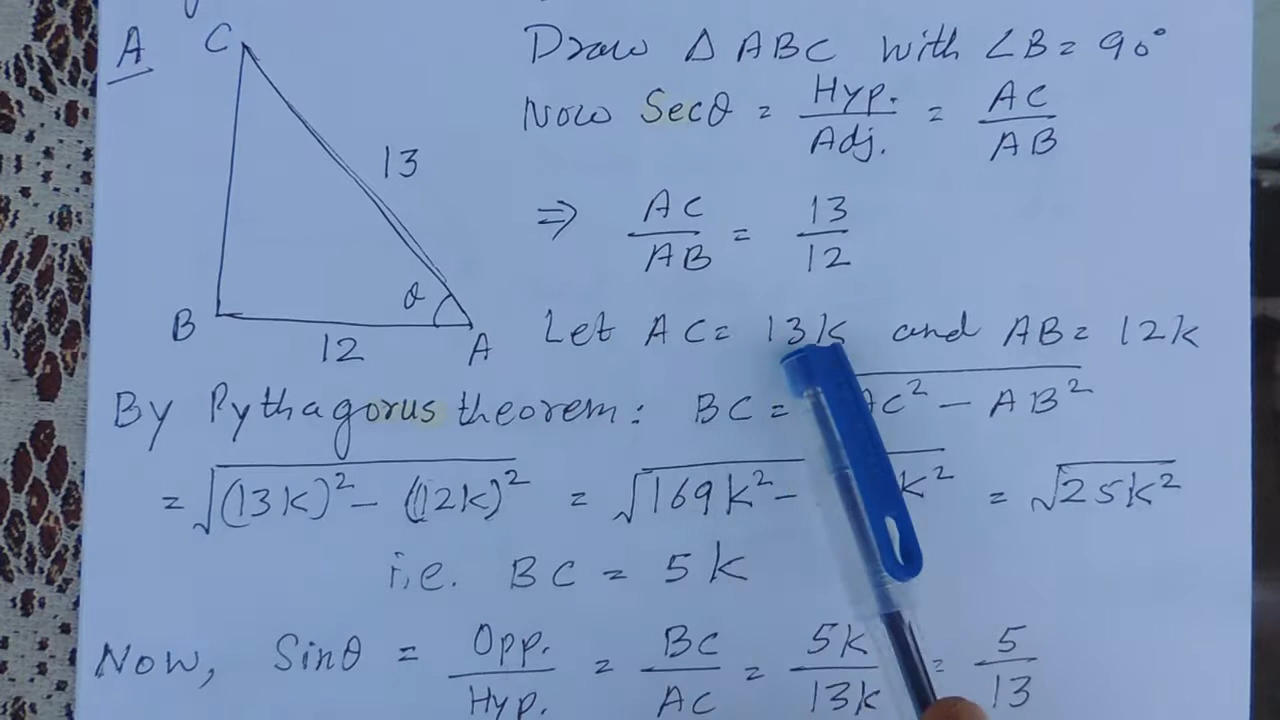 A
C
13
θ
B
12
A
Draw Δ ABC with ∠B = 90°
Now Secθ = Hyp. / Adj. = AC / AB
⇒ AC / AB = 13 / 12
Let AC = 13k and AB = 12k
By Pythagorus theorem: BC = AC² - AB²
= √(13k)² - (12k)² = √169k² - k² = √25k²
i.e. BC = 5k
Now, Sinθ = Opp. / Hyp. = BC / AC = 5k / 13k = 5 / 13